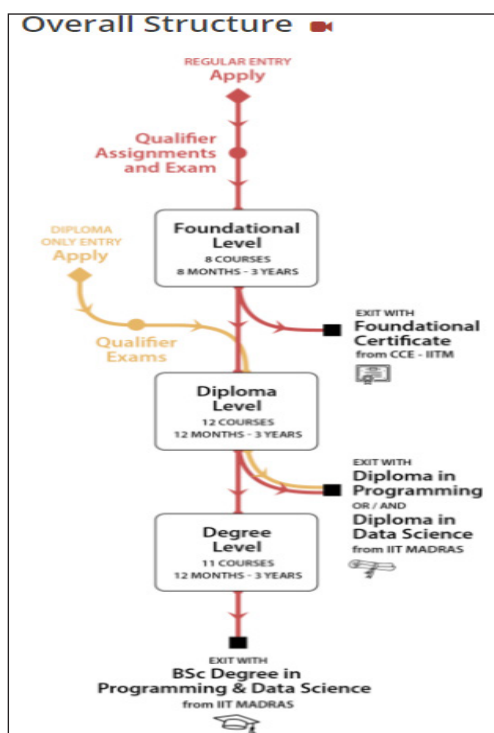 Overall Structure
REGULAR ENTRY
Apply
Qualifier
Assignments
and Exam
DIPLOMA
ONLY ENTRY
Apply
Qualifier
Exams
Foundational
Level
8 COURSES
8 MONTHS - 3 YEARS
EXIT WITH
Foundational
Certificate
from CCE - IITM
Diploma
Level
12 COURSES
12 MONTHS - 3 YEARS
EXIT WITH
Diploma in
Programming
OR / AND
Diploma in
Data Science
from IIT MADRAS
Degree
Level
11 COURSES
12 MONTHS - 3 YEARS
EXIT WITH
BSc Degree in
Programming & Data Science
from IIT MADRAS